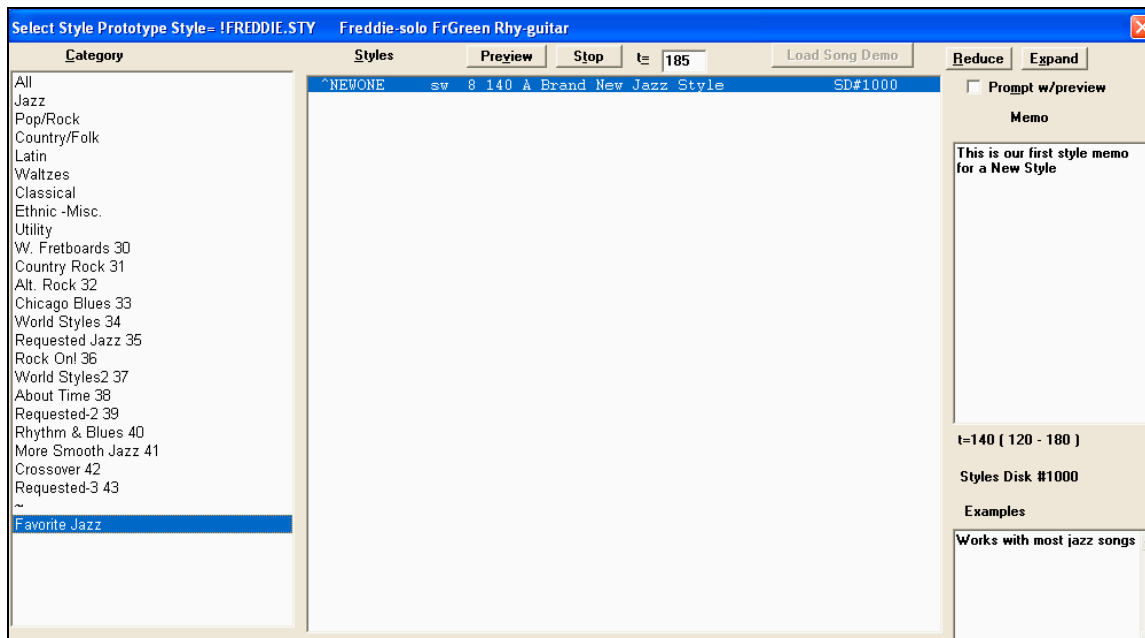 Select Style Prototype Style= !FREDDIE.STY Freddie-solo FrGreen Rhy-guitar
Category
Styles
Preview
Stop
t=
185
Load Song Demo
Reduce
Expand
Prompt w/preview
Memo
All
Jazz
Pop/Rock
Country/Folk
Latin
Waltzes
Classical
Ethnic -Misc.
Utility
W. Fretboards 30
Country Rock 31
Alt. Rock 32
Chicago Blues 33
World Styles 34
Requested Jazz 35
Rock On! 36
World Styles2 37
About Time 38
Requested-2 39
Rhythm & Blues 40
More Smooth Jazz 41
Crossover 42
Requested-3 43
~
Favorite Jazz
^NEWONE sw 8 140 A Brand New Jazz Style SD#1000
This is our first style memo
for a New Style
t=140 ( 120 - 180 )
Styles Disk #1000
Examples
Works with most jazz songs